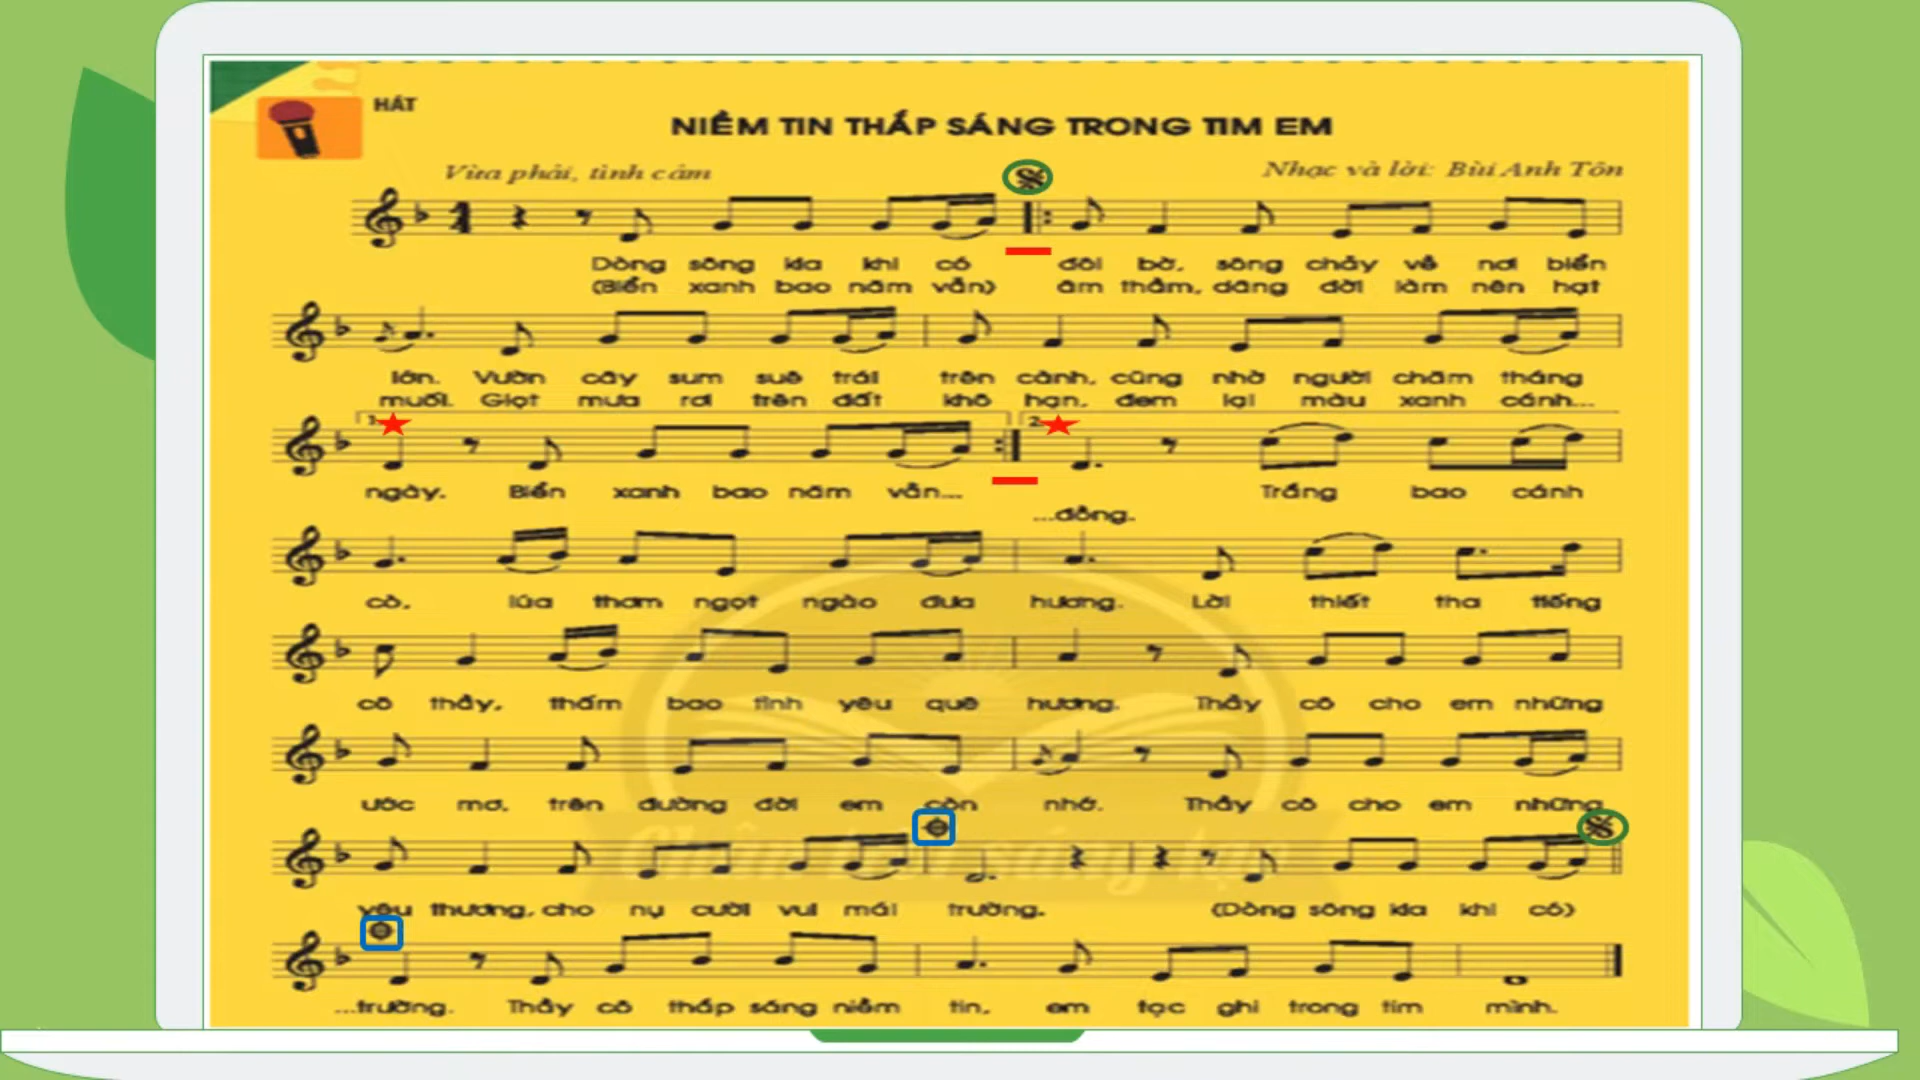 HÁT
NIỀM TIN THẮP SÁNG TRONG TIM EM
Vừa phải, tình cảm
Nhạc và lời: Bùi Anh Tôn
Dòng sông kia khi có đôi bờ, sông chảy về nơi biển
(Biển xanh bao năm vẫn) âm thầm, dâng đời làm nên hạt
lớn. Vườn cây sum suê trái trên cành, cũng nhờ người chăm tháng
muối. Giọt mưa rơi trên đất khô hạn, đem lại màu xanh cánh...
1. 2.
ngày. Biển xanh bao năm vẫn... Trắng bao cánh
...đồng.
cò, lúa thơm ngọt ngào đưa hương. Lời thiết tha tiếng
cô thầy, thấm bao tình yêu quê hương. Thầy cô cho em những
ước mơ, trên đường đời em còn nhớ. Thầy cô cho em những
yêu thương, cho nụ cười vui mái trường. (Dòng sông kia khi có)
...trường. Thầy cô thắp sáng niềm tin, em tạc ghi trong tim mình.
Chân trời sáng tạo